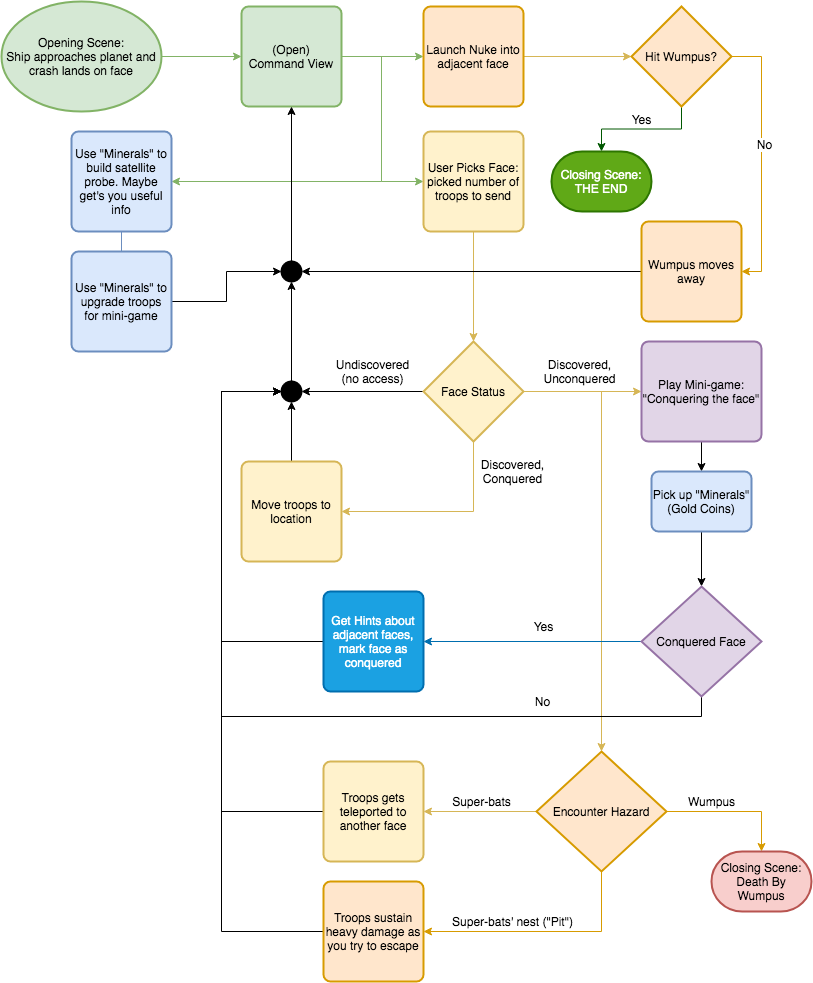 Opening Scene:
Ship approaches planet and
crash lands on face
(Open)
Command View
Launch Nuke into
adjacent face
Hit Wumpus?
Yes
No
Closing Scene:
THE END
Use "Minerals" to
build satellite
probe. Maybe
get's you useful
info
User Picks Face:
picked number of
troops to send
Use "Minerals" to
upgrade troops
for mini-game
Wumpus moves
away
Undiscovered
(no access)
Face Status
Discovered,
Unconquered
Play Mini-game:
"Conquering the face"
Discovered,
Conquered
Move troops to
location
Pick up "Minerals"
(Gold Coins)
Get Hints about
adjacent faces,
mark face as
conquered
Yes
Conquered Face
No
Troops gets
teleported to
another face
Super-bats
Encounter Hazard
Wumpus
Closing Scene:
Death By
Wumpus
Troops sustain
heavy damage as
you try to escape
Super-bats' nest ("Pit")